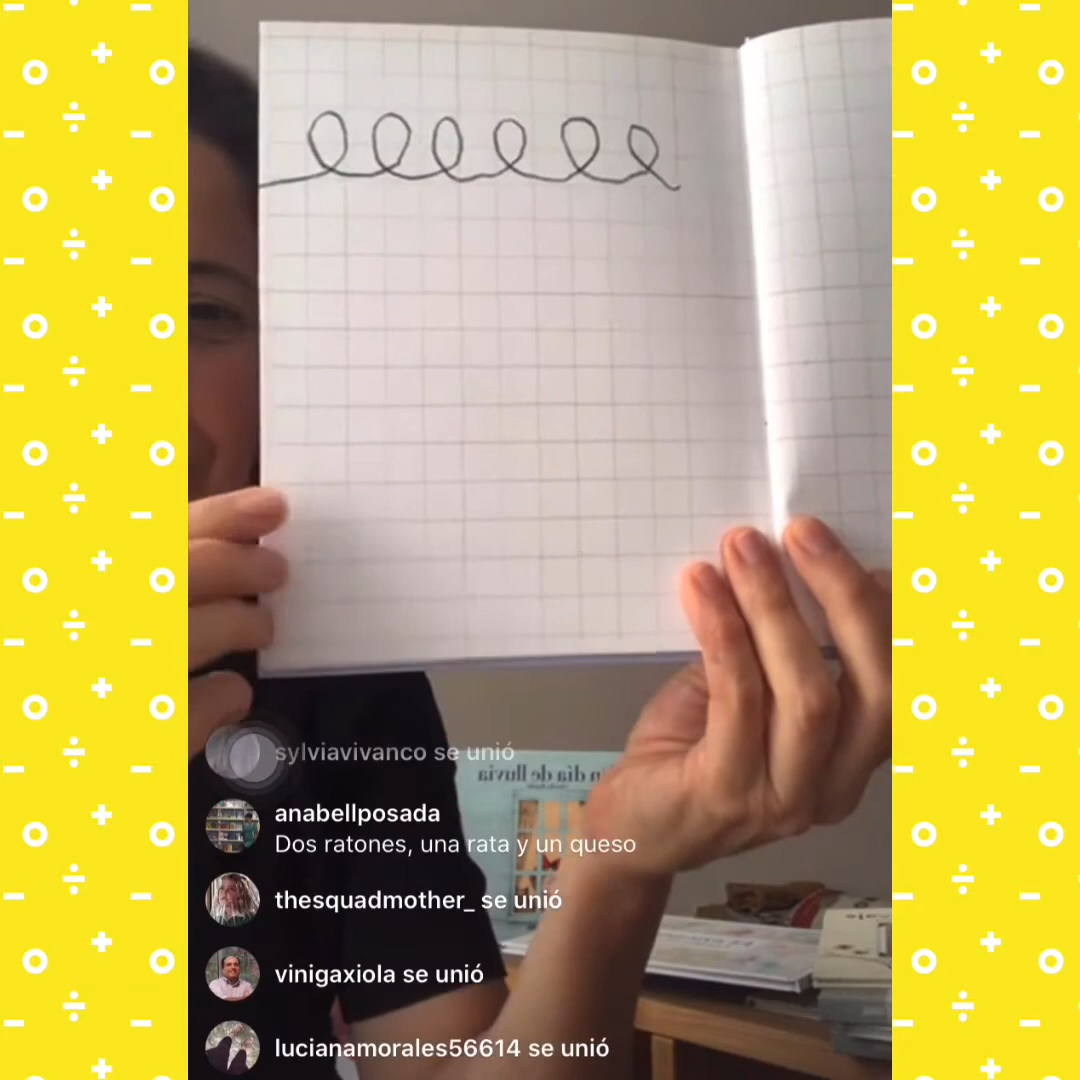 sylviavivanco se unió
n día de lluvia
anabellposada
Dos ratones, una rata y un queso
thesquadmother_ se unió
vinigaxiola se unió
lucianamorales56614 se unió